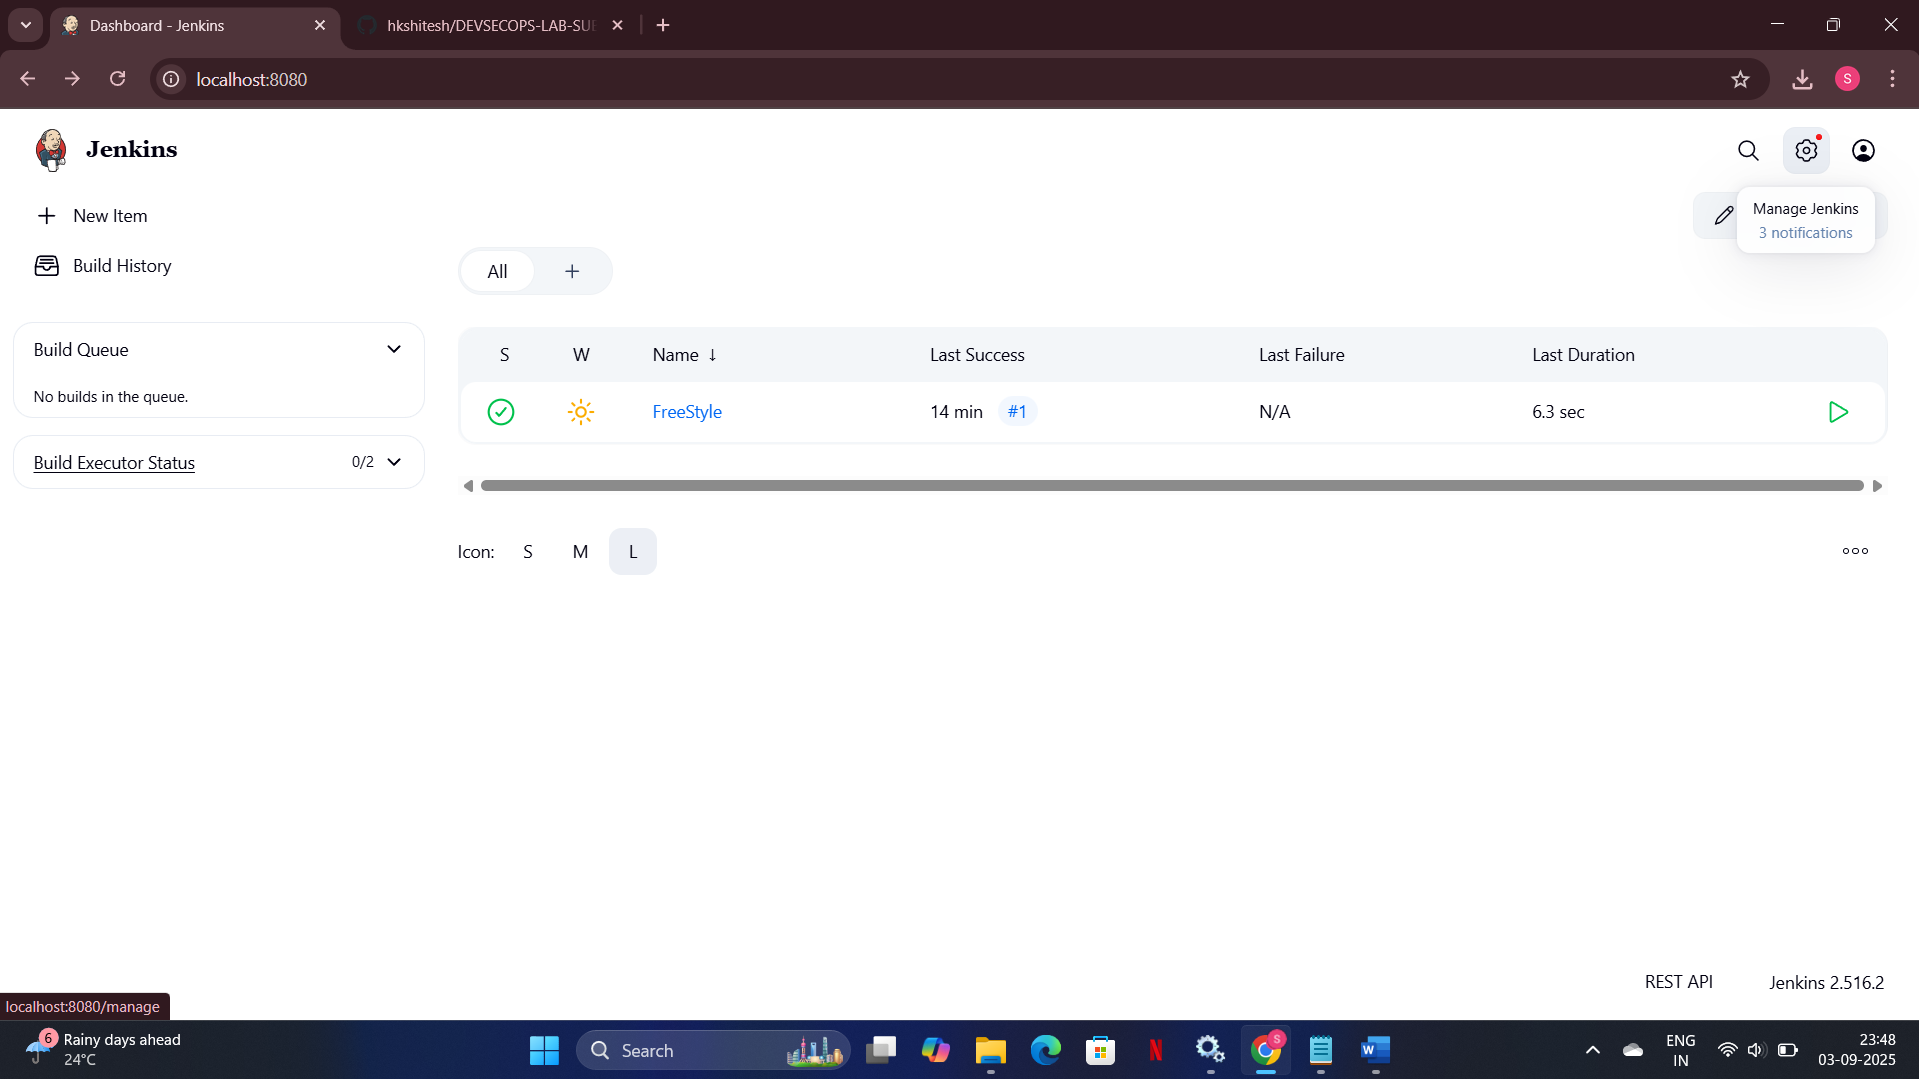 Dashboard - Jenkins
hkshitesh/DEVSECOPS-LAB-SUB
localhost:8080
S
Jenkins
New Item
Build History
Manage Jenkins
3 notifications
All
Build Queue
No builds in the queue.
Build Executor Status 0/2
S W Name ↓ Last Success Last Failure Last Duration
FreeStyle 14 min #1 N/A 6.3 sec
Icon: S M L
REST API Jenkins 2.516.2
localhost:8080/manage
6
Rainy days ahead
24°C
Search
S
ENG
IN
23:48
03-09-2025